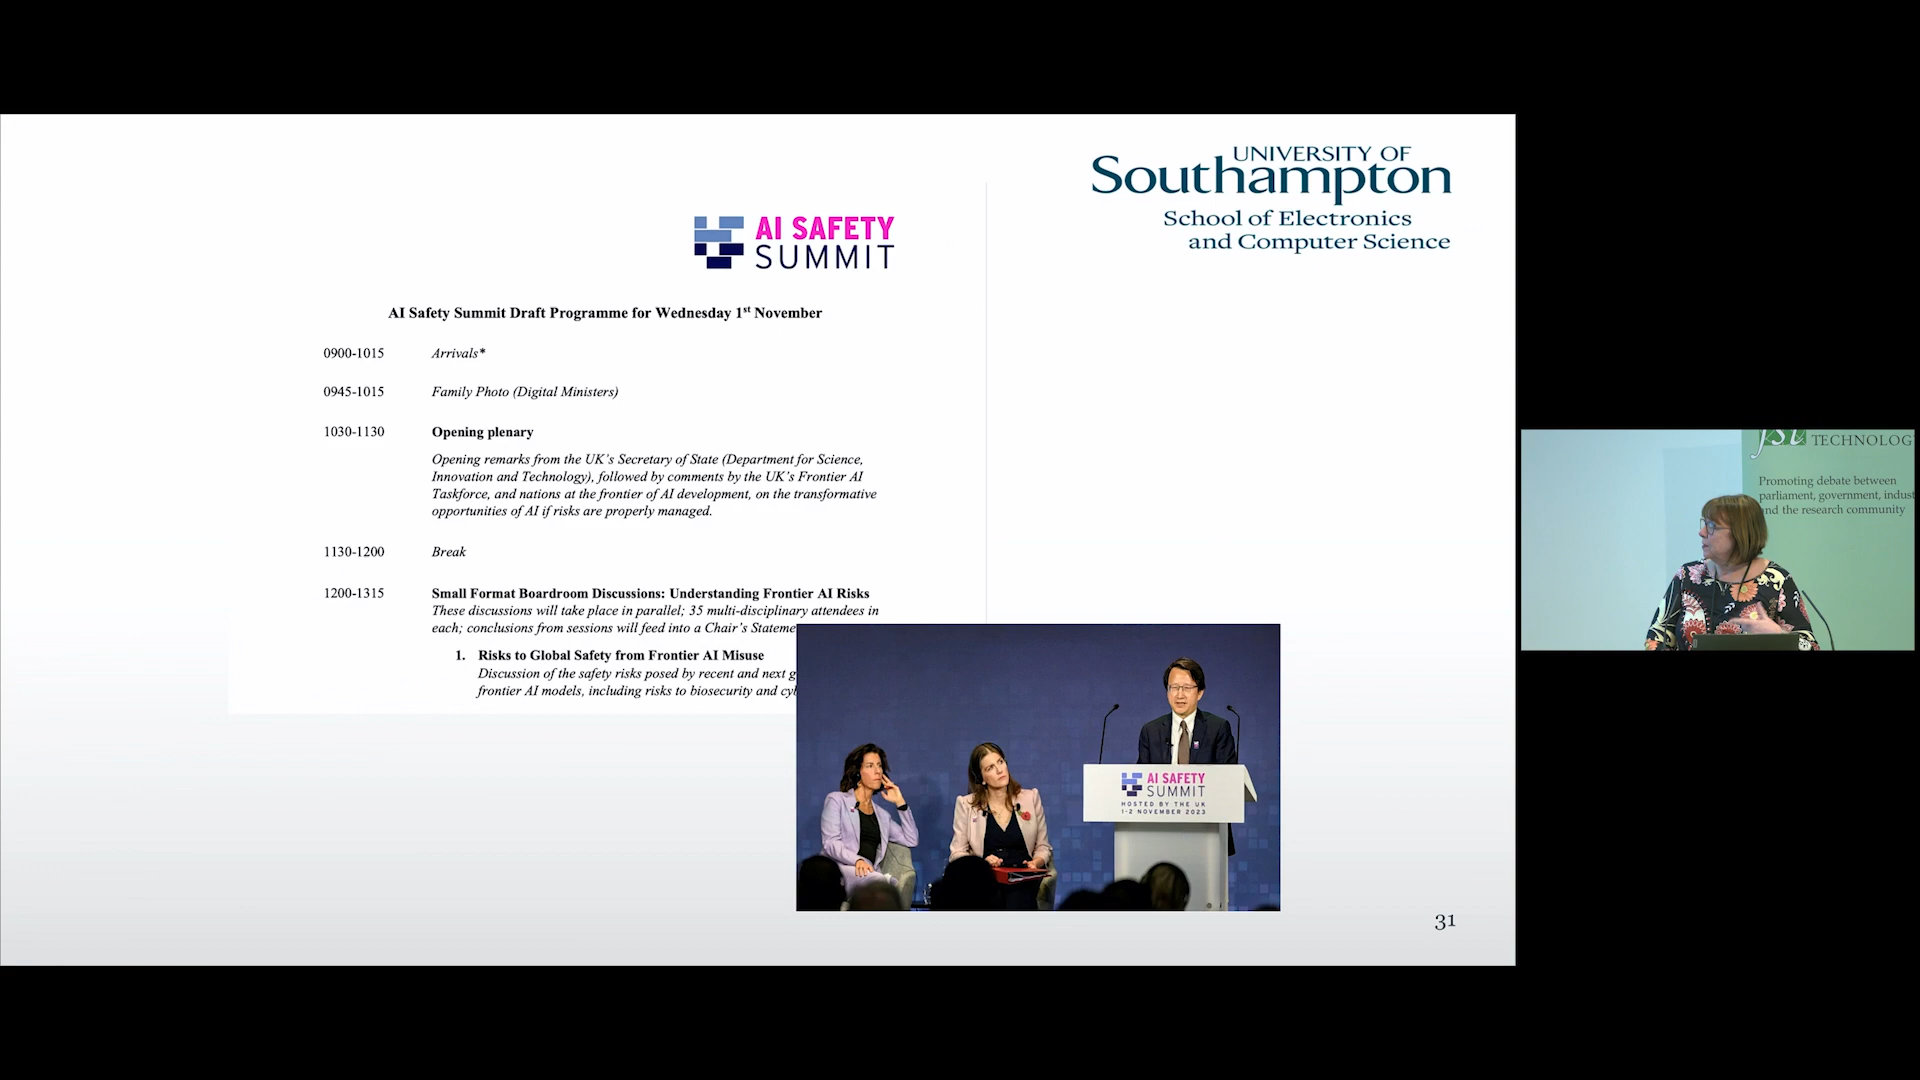 UNIVERSITY OF
Southampton
School of Electronics
and Computer Science
AI SAFETY
SUMMIT
AI Safety Summit Draft Programme for Wednesday 1st November
0900-1015 Arrivals*
0945-1015 Family Photo (Digital Ministers)
1030-1130 Opening plenary
Opening remarks from the UK's Secretary of State (Department for Science,
Innovation and Technology), followed by comments by the UK's Frontier AI
Taskforce, and nations at the frontier of AI development, on the transformative
opportunities of AI if risks are properly managed.
1130-1200 Break
1200-1315 Small Format Boardroom Discussions: Understanding Frontier AI Risks
These discussions will take place in parallel; 35 multi-disciplinary attendees in
each; conclusions from sessions will feed into a Chair's
1. Risks to Global Safety from Frontier AI Misuse
Discussion of the safety risks posed by recent and next
frontier AI models, including risks to biosecurity and
AI SAFETY
SUMMIT
HOSTED BY THE UK
1-2 NOVEMBER 2023
31
TECHNOLOG
Promoting debate between
parliament, government, indust
and the research community